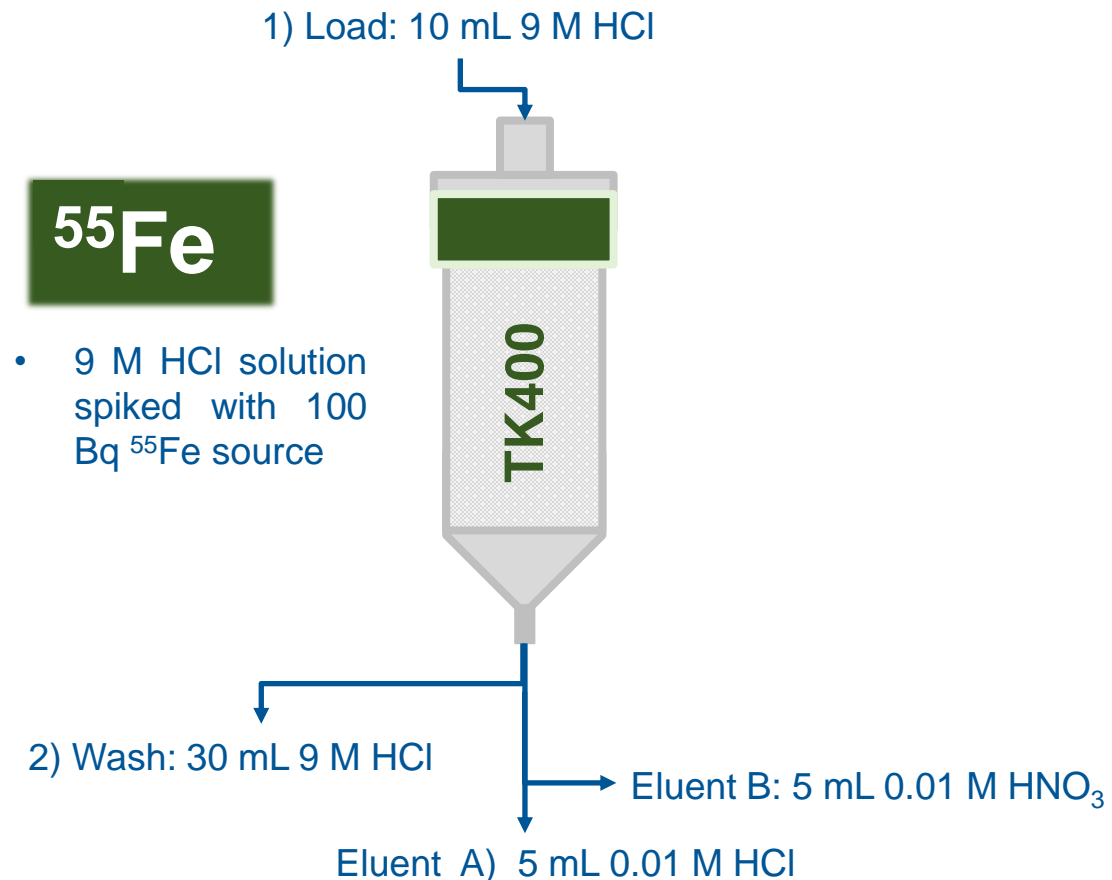 1) Load: 10 mL 9 M HCl
⁵⁵Fe
• 9 M HCl solution
spiked with 100
Bq ⁵⁵Fe source
TK400
2) Wash: 30 mL 9 M HCl
Eluent B: 5 mL 0.01 M HNO₃
Eluent A) 5 mL 0.01 M HCl